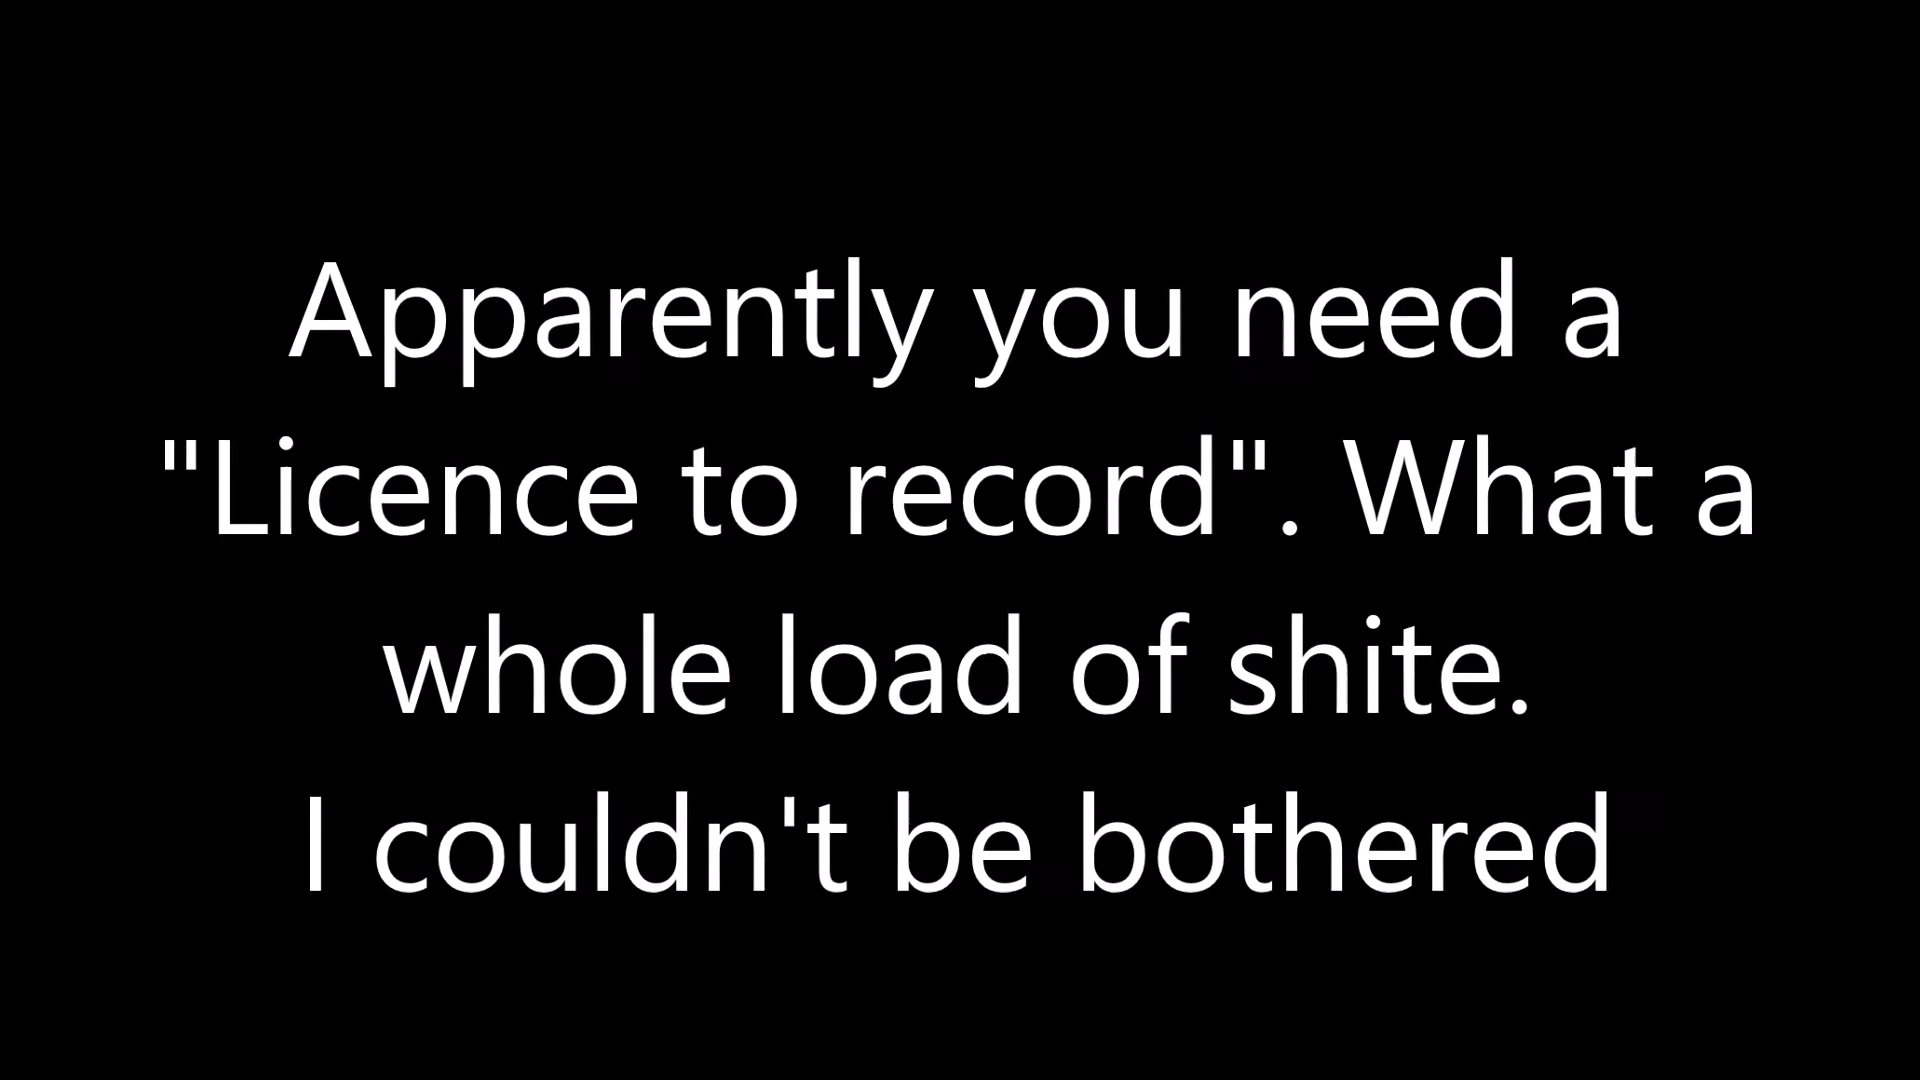 Apparently you need a
"Licence to record". What a
whole load of shite.
I couldn't be bothered